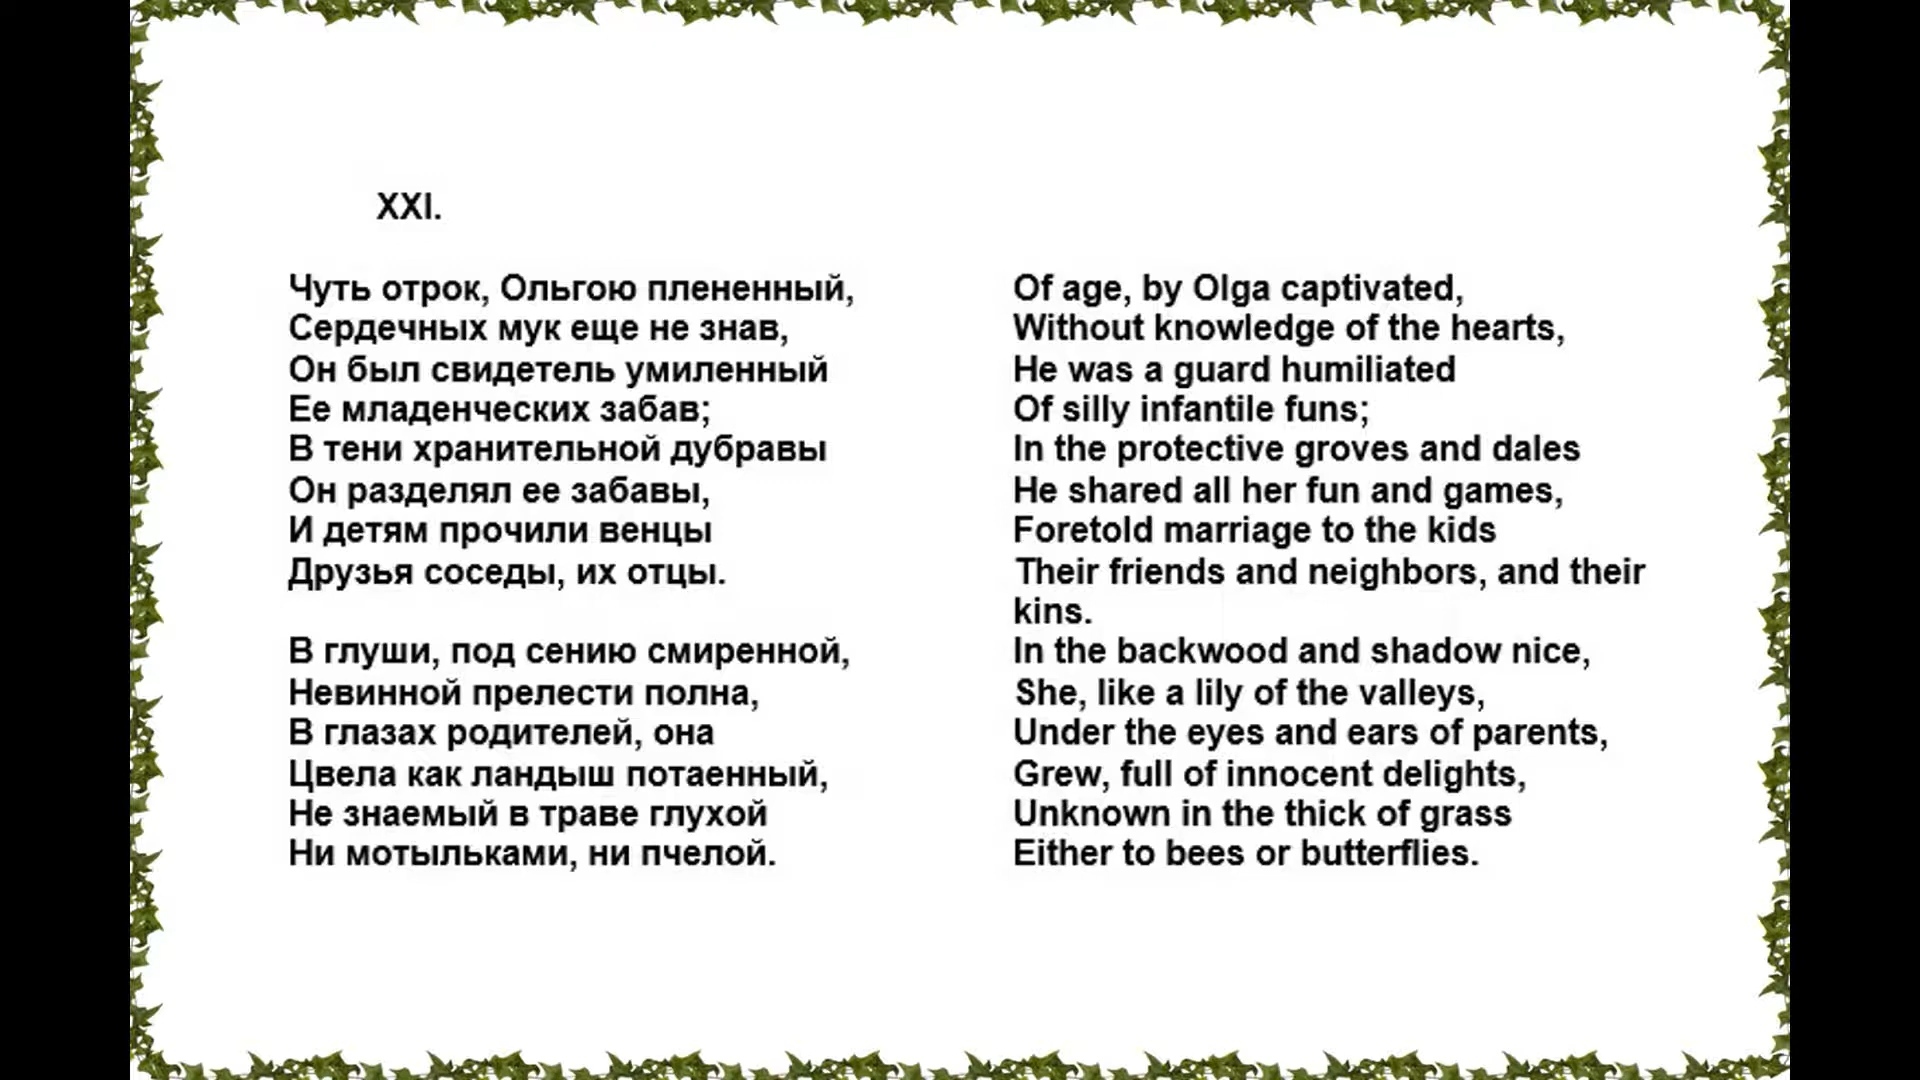 XXI.
Чуть отрок, Ольгою плененный,
Сердечных мук еще не знав,
Он был свидетель умиленный
Ее младенческих забав;
В тени хранительной дубравы
Он разделял ее забавы,
И детям прочили венцы
Друзья соседы, их отцы.
В глуши, под сению смиренной,
Невинной прелести полна,
В глазах родителей, она
Цвела как ландыш потаенный,
Не знаемый в траве глухой
Ни мотыльками, ни пчелой.
Of age, by Olga captivated,
Without knowledge of the hearts,
He was a guard humiliated
Of silly infantile funs;
In the protective groves and dales
He shared all her fun and games,
Foretold marriage to the kids
Their friends and neighbors, and their
kins.
In the backwood and shadow nice,
She, like a lily of the valleys,
Under the eyes and ears of parents,
Grew, full of innocent delights,
Unknown in the thick of grass
Either to bees or butterflies.